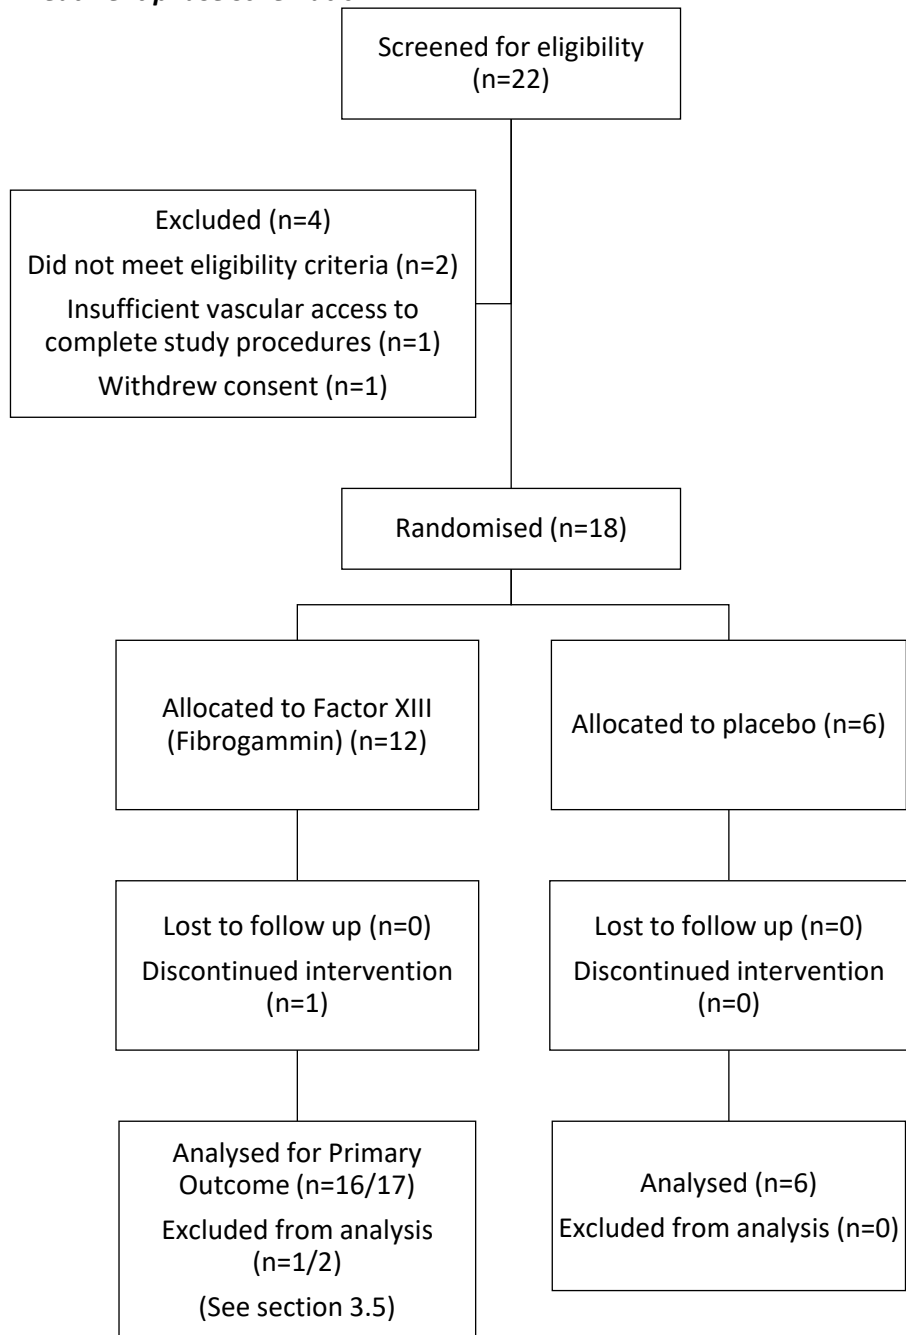 Screened for eligibility
(n=22)
Excluded (n=4)
Did not meet eligibility criteria (n=2)
Insufficient vascular access to
complete study procedures (n=1)
Withdrew consent (n=1)
Randomised (n=18)
Allocated to Factor XIII
(Fibrogammin) (n=12)
Allocated to placebo (n=6)
Lost to follow up (n=0)
Discontinued intervention
(n=1)
Lost to follow up (n=0)
Discontinued intervention
(n=0)
Analysed for Primary
Outcome (n=16/17)
Excluded from analysis
(n=1/2)
(See section 3.5)
Analysed (n=6)
Excluded from analysis (n=0)